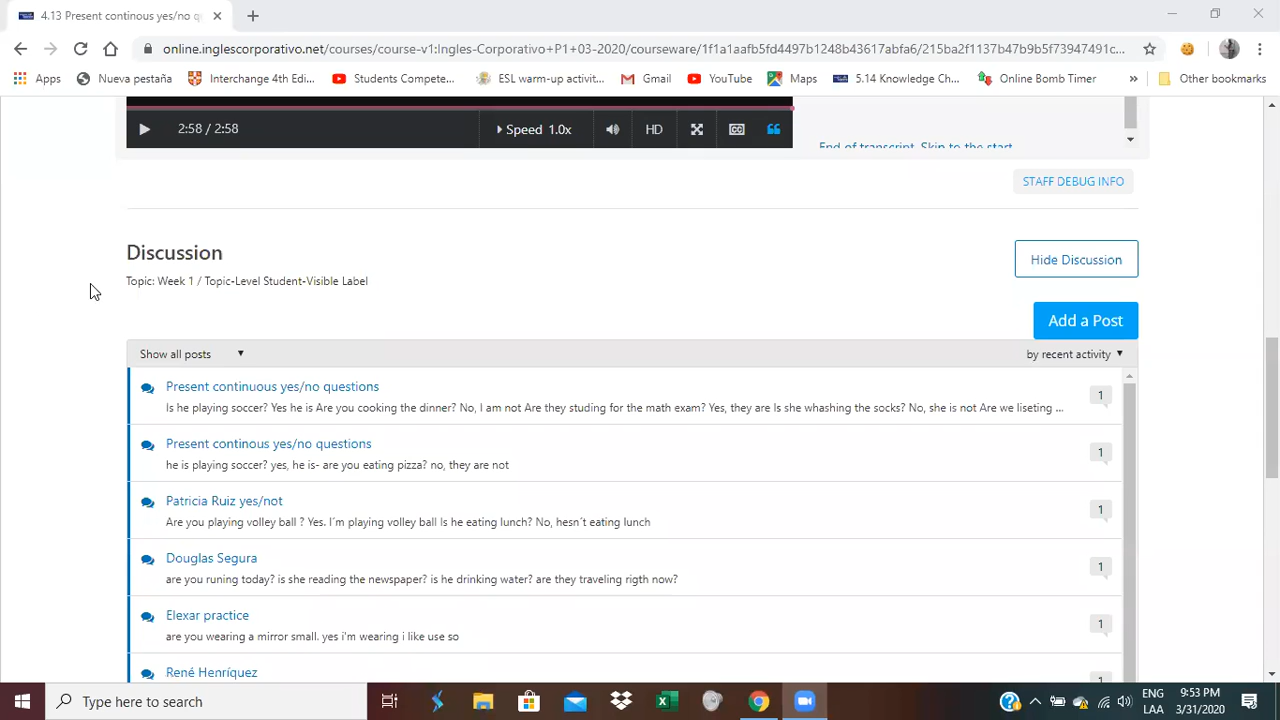 4.13 Present continous yes/no q
online.inglescorporativo.net/courses/course-v1:Ingles-Corporativo+P1+03-2020/courseware/1f1a1aafb5fd4497b1248b43617abfa6/215ba2f1137b47b9b5f73947491c...
Apps Nueva pestaña Interchange 4th Edi... Students Compete... ESL warm-up activit... Gmail YouTube Maps 5.14 Knowledge Ch... Online Bomb Timer » Other bookmarks
2:58 / 2:58 Speed 1.0x HD
End of transcript. Skip to the start.
STAFF DEBUG INFO
Discussion
Hide Discussion
Topic: Week 1 / Topic-Level Student-Visible Label
Add a Post
Show all posts by recent activity
Present continuous yes/no questions
1
Is he playing soccer? Yes he is Are you cooking the dinner? No, I am not Are they studing for the math exam? Yes, they are Is she whashing the socks? No, she is not Are we liseting ...
Present continous yes/no questions
1
he is playing soccer? yes, he is- are you eating pizza? no, they are not
Patricia Ruiz yes/not
1
Are you playing volley ball ? Yes. I´m playing volley ball Is he eating lunch? No, hesn´t eating lunch
Douglas Segura
1
are you runing today? is she reading the newspaper? is he drinking water? are they traveling rigth now?
Elexar practice
1
are you wearing a mirror small. yes i'm wearing i like use so
René Henríquez
Type here to search
ENG 9:53 PM
LAA 3/31/2020